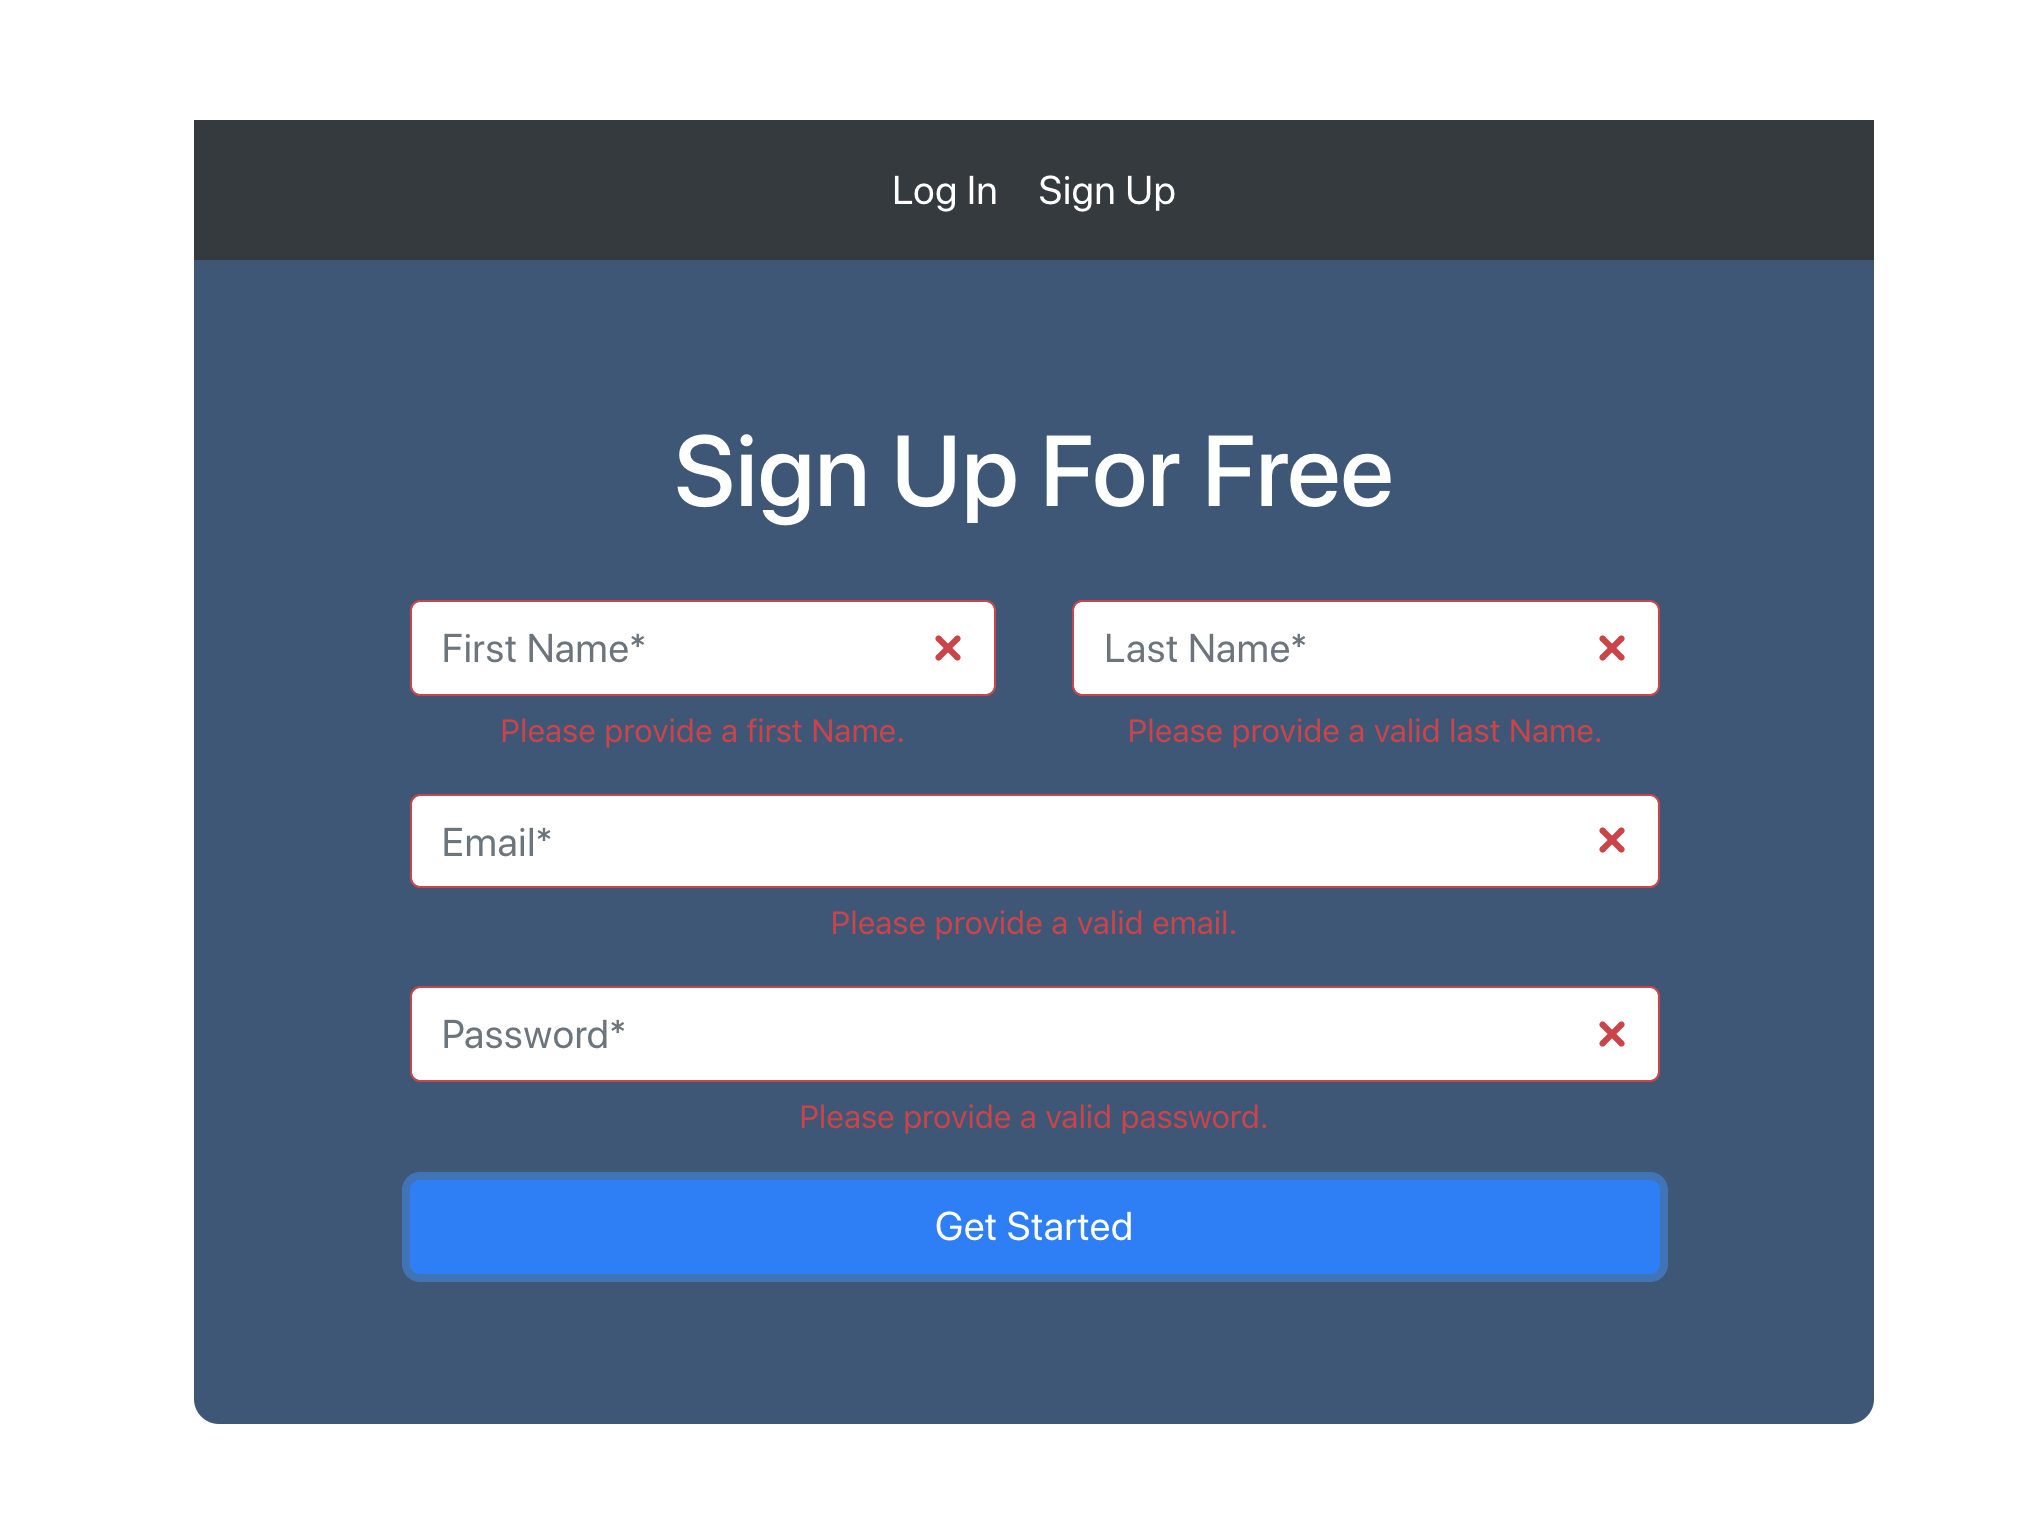 Log In Sign Up
Sign Up For Free
First Name* Last Name*
Please provide a first Name. Please provide a valid last Name.
Email*
Please provide a valid email.
Password*
Please provide a valid password.
Get Started